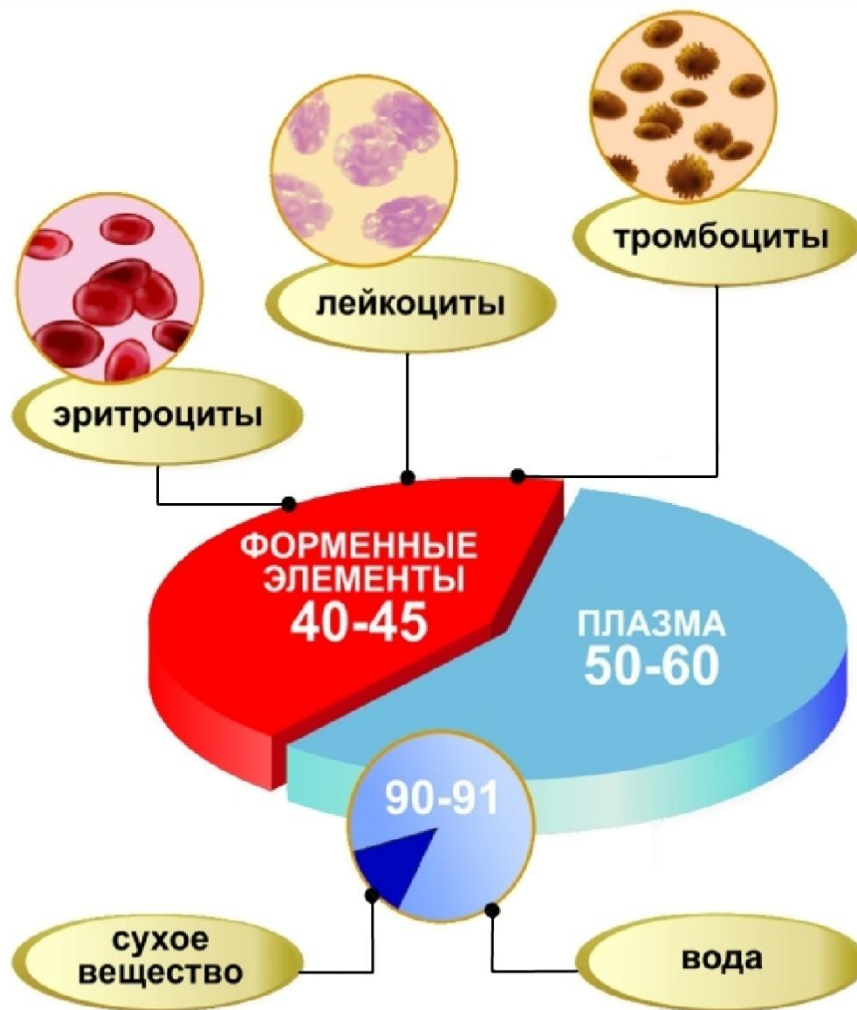 тромбоциты
лейкоциты
эритроциты
ФОРМЕННЫЕ
ЭЛЕМЕНТЫ
40-45
ПЛАЗМА
50-60
90-91
сухое
вещество
вода